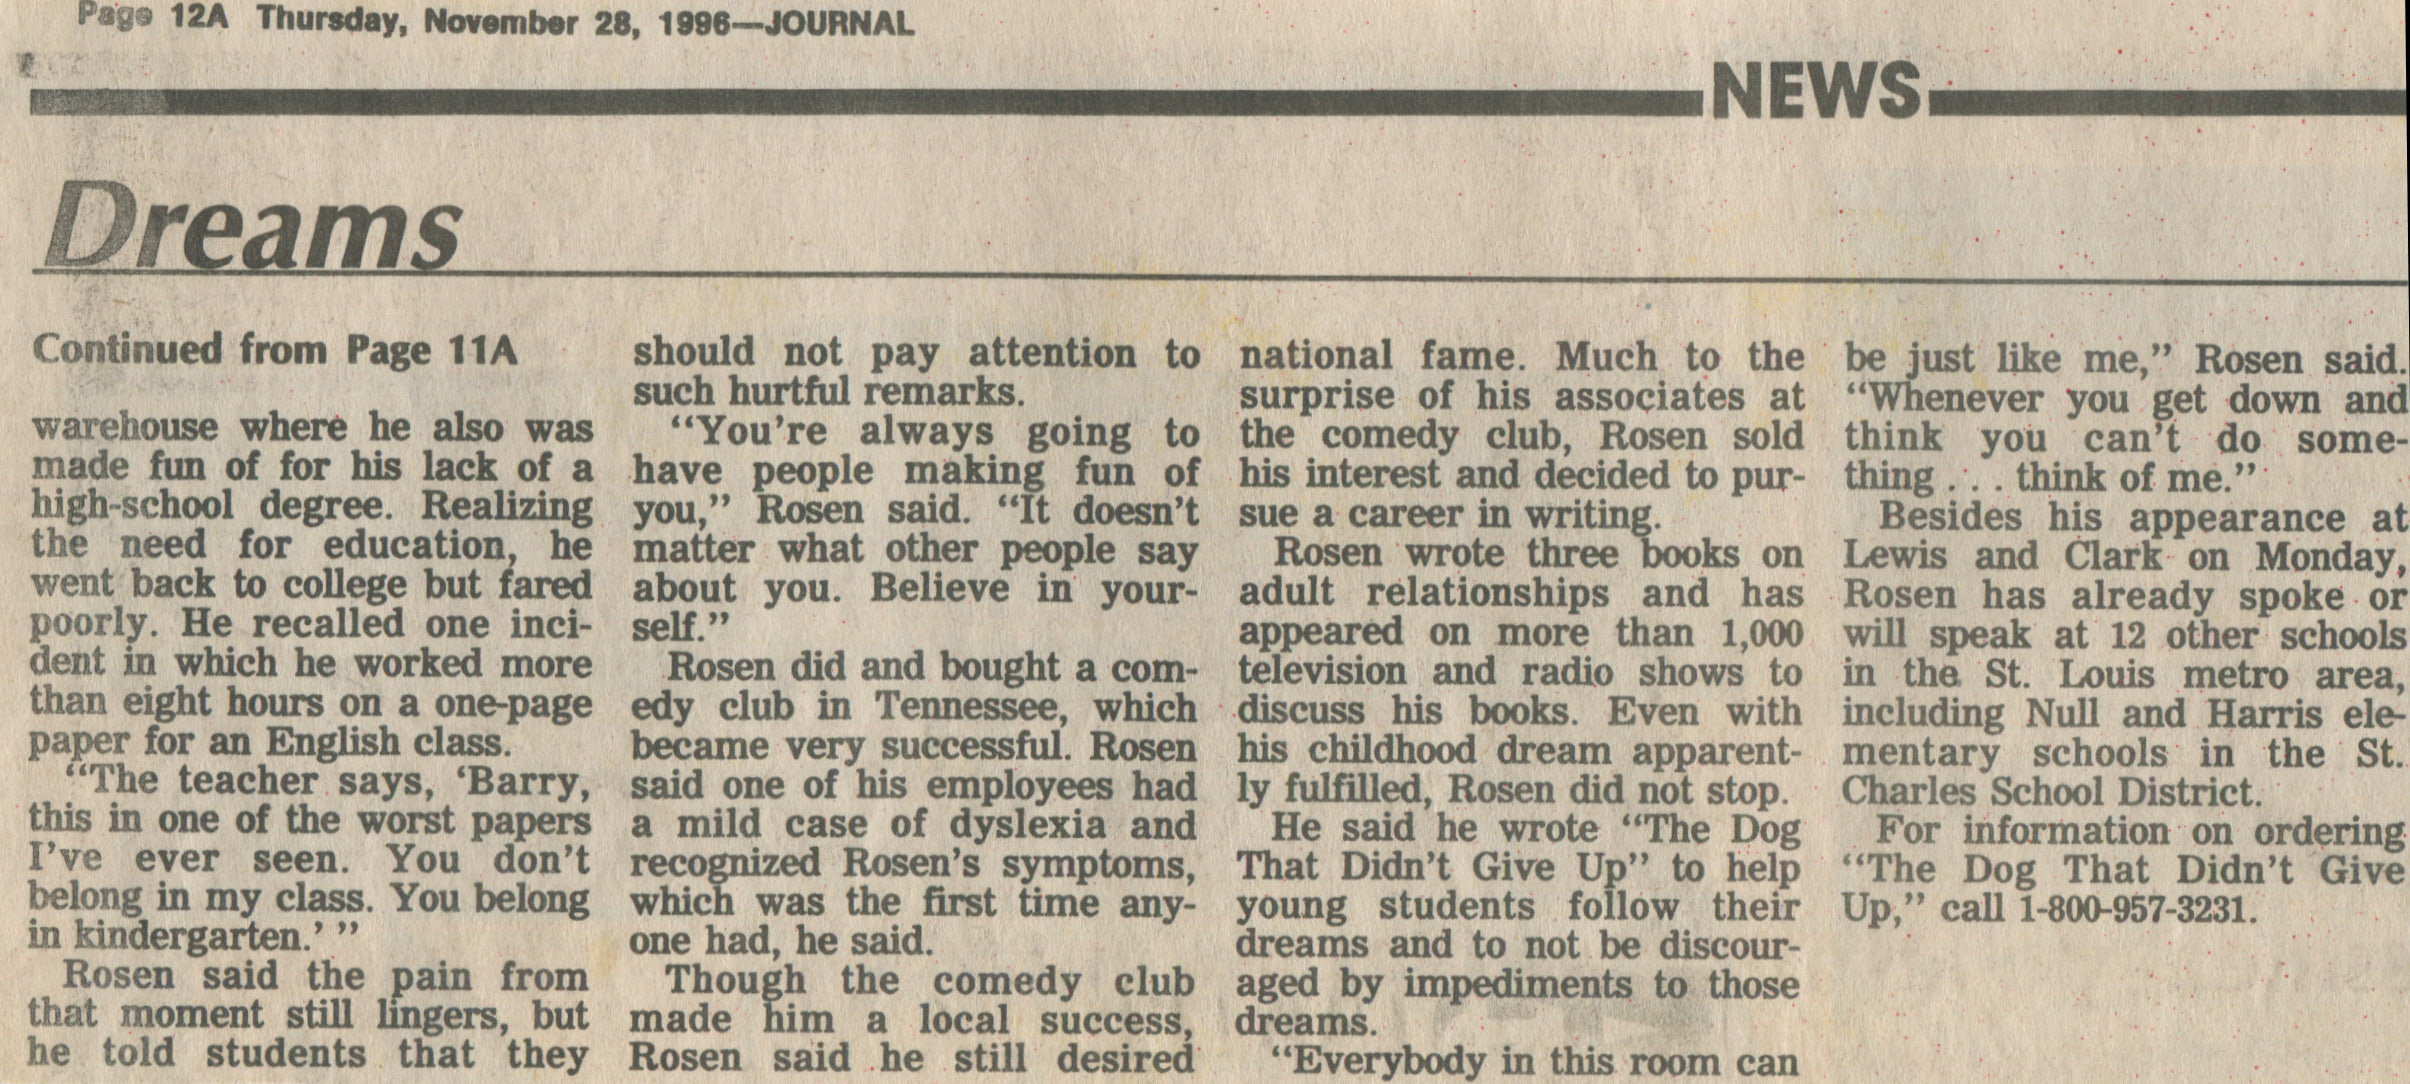 Page 12A Thursday, November 28, 1996—JOURNAL
NEWS
Dreams
Continued from Page 11A
warehouse where he also was
made fun of for his lack of a
high-school degree. Realizing
the need for education, he
went back to college but fared
poorly. He recalled one inci-
dent in which he worked more
than eight hours on a one-page
paper for an English class.
“The teacher says, ‘Barry,
this in one of the worst papers
I’ve ever seen. You don’t
belong in my class. You belong
in kindergarten.’ ”
Rosen said the pain from
that moment still lingers, but
he told students that they
should not pay attention to
such hurtful remarks.
“You’re always going to
have people making fun of
you,” Rosen said. “It doesn’t
matter what other people say
about you. Believe in your-
self.”
Rosen did and bought a com-
edy club in Tennessee, which
became very successful. Rosen
said one of his employees had
a mild case of dyslexia and
recognized Rosen’s symptoms,
which was the first time any-
one had, he said.
Though the comedy club
made him a local success,
Rosen said he still desired
national fame. Much to the
surprise of his associates at
the comedy club, Rosen sold
his interest and decided to pur-
sue a career in writing.
Rosen wrote three books on
adult relationships and has
appeared on more than 1,000
television and radio shows to
discuss his books. Even with
his childhood dream apparent-
ly fulfilled, Rosen did not stop.
He said he wrote “The Dog
That Didn’t Give Up” to help
young students follow their
dreams and to not be discour-
aged by impediments to those
dreams.
“Everybody in this room can
be just like me,” Rosen said.
“Whenever you get down and
think you can’t do some-
thing . . . think of me.”
Besides his appearance at
Lewis and Clark on Monday,
Rosen has already spoke or
will speak at 12 other schools
in the St. Louis metro area,
including Null and Harris ele-
mentary schools in the St.
Charles School District.
For information on ordering
“The Dog That Didn’t Give
Up,” call 1-800-957-3231.